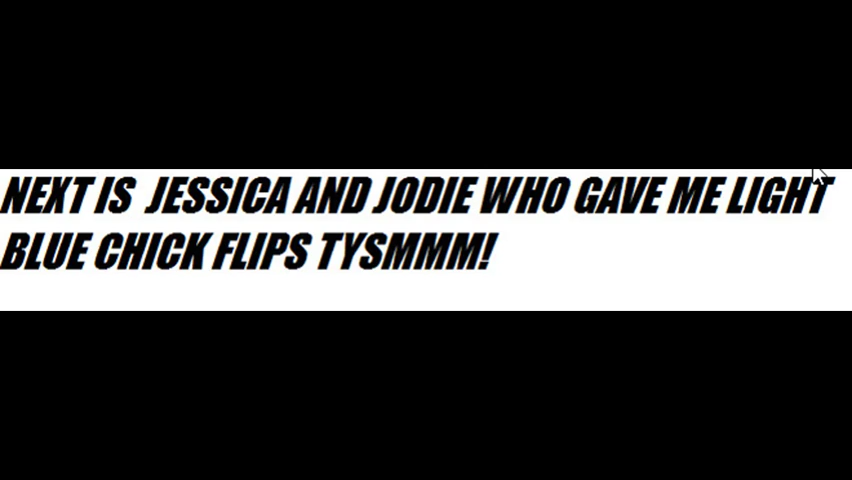 NEXT IS JESSICA AND JODIE WHO GAVE ME LIGHT
BLUE CHICK FLIPS TYSMMM!